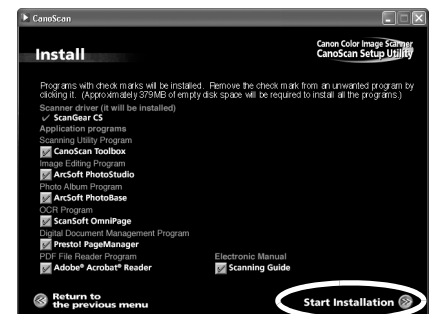 CanoScan
Install
Canon Color Image Scanner
CanoScan Setup Utility
Programs with check marks will be installed. Remove the check mark from an unwanted program by
clicking it. (Approximately 379MB of empty disk space will be required to install all the programs.)
Scanner driver (it will be installed)
ScanGear CS
Application programs
Scanning Utility Program
CanoScan Toolbox
Image Editing Program
ArcSoft PhotoStudio
Photo Album Program
ArcSoft PhotoBase
OCR Program
ScanSoft OmniPage
Digital Document Management Program
Presto! PageManager
PDF File Reader Program
Adobe® Acrobat® Reader
Electronic Manual
Scanning Guide
Return to
the previous menu
Start Installation